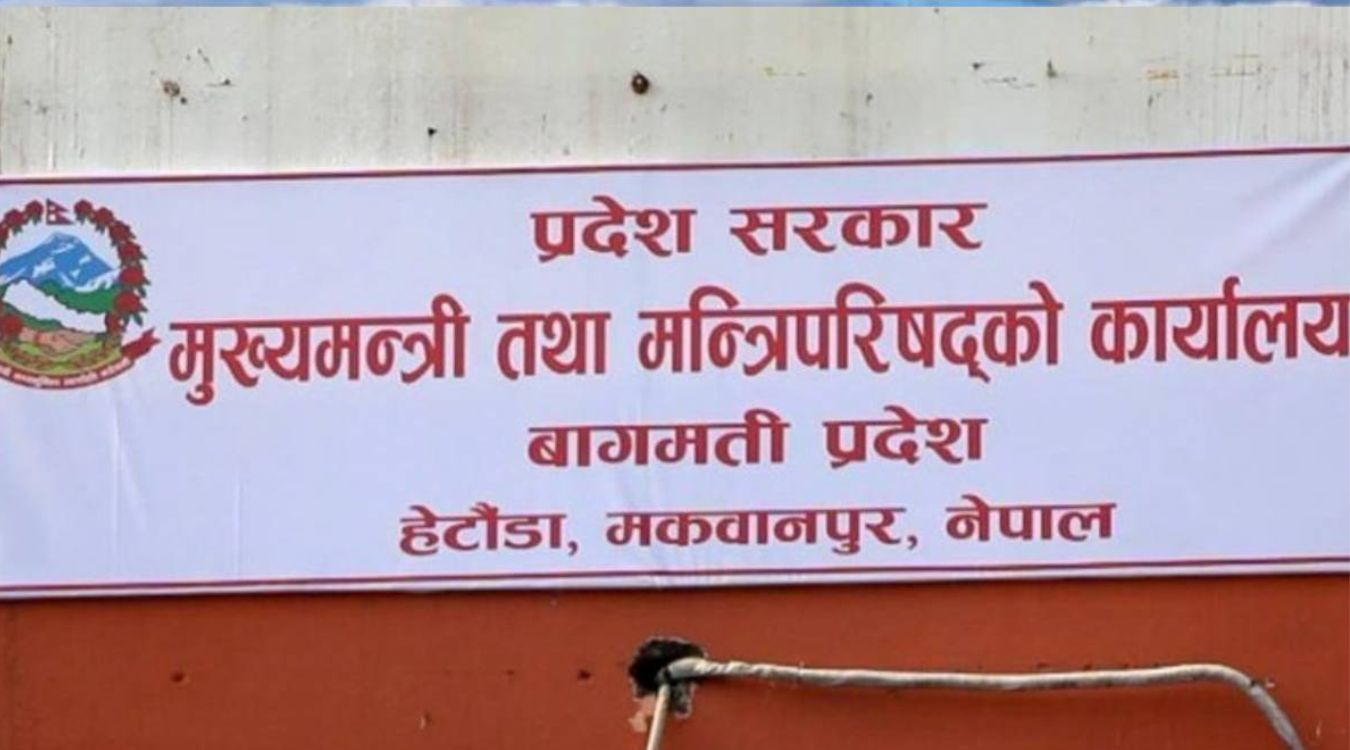 प्रदेश सरकार
मुख्यमन्त्री तथा मन्त्रिपरिषद्को कार्यालय
बागमती प्रदेश
हेटौंडा, मकवानपुर, नेपाल